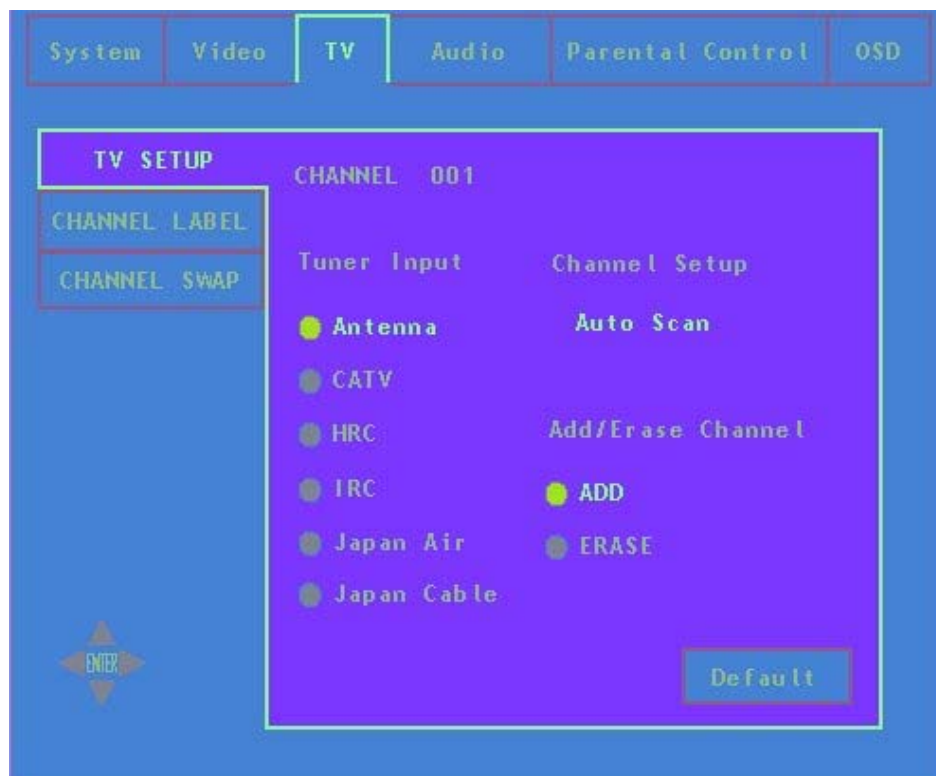 System Video TV Audio Parental Control OSD
TV SETUP
CHANNEL LABEL
CHANNEL SWAP
CHANNEL 001
Tuner Input
Antenna
CATV
HRC
IRC
Japan Air
Japan Cable
Channel Setup
Auto Scan
Add/Erase Channel
ADD
ERASE
Default
ENTER